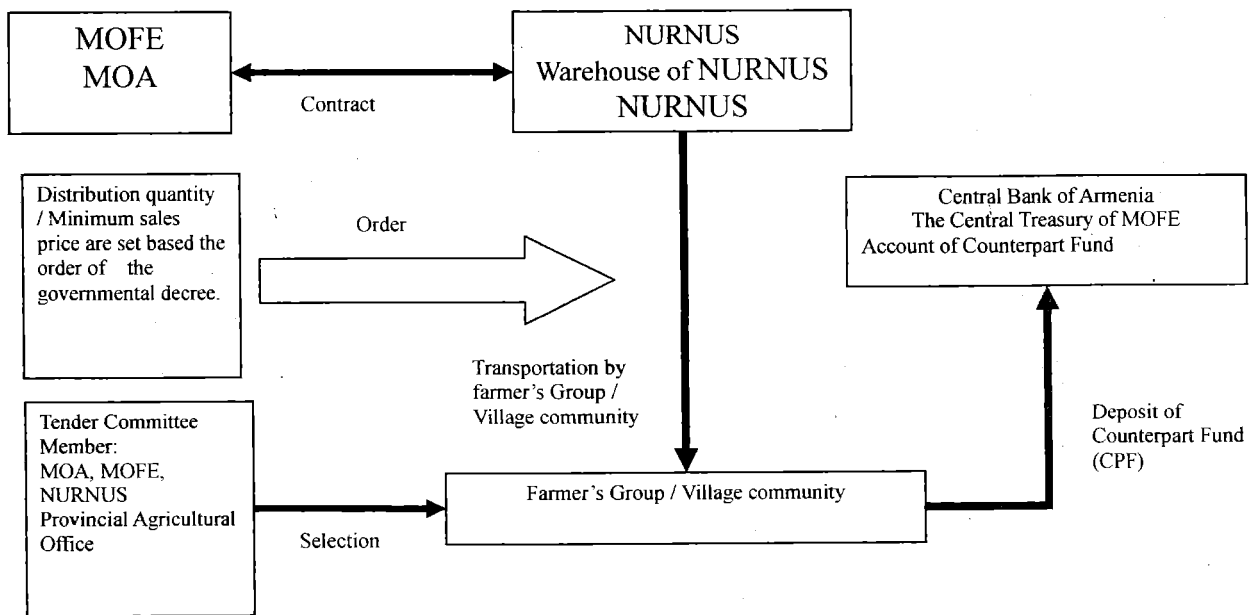 MOFE
MOA
Contract
NURNUS
Warehouse of NURNUS
NURNUS
Distribution quantity
/ Minimum sales
price are set based the
order of the
governmental decree.
Order
Central Bank of Armenia
The Central Treasury of MOFE
Account of Counterpart Fund
Transportation by
farmer's Group /
Village community
Tender Committee
Member:
MOA, MOFE,
NURNUS
Provincial Agricultural
Office
Selection
Farmer's Group / Village community
Deposit of
Counterpart Fund
(CPF)